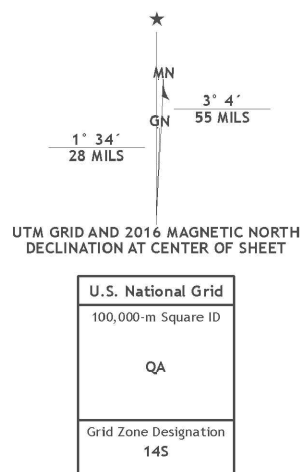 ★
MN
3° 4´
55 MILS
GN
1° 34´
28 MILS
UTM GRID AND 2016 MAGNETIC NORTH
DECLINATION AT CENTER OF SHEET
U.S. National Grid
100,000-m Square ID
QA
Grid Zone Designation
14S